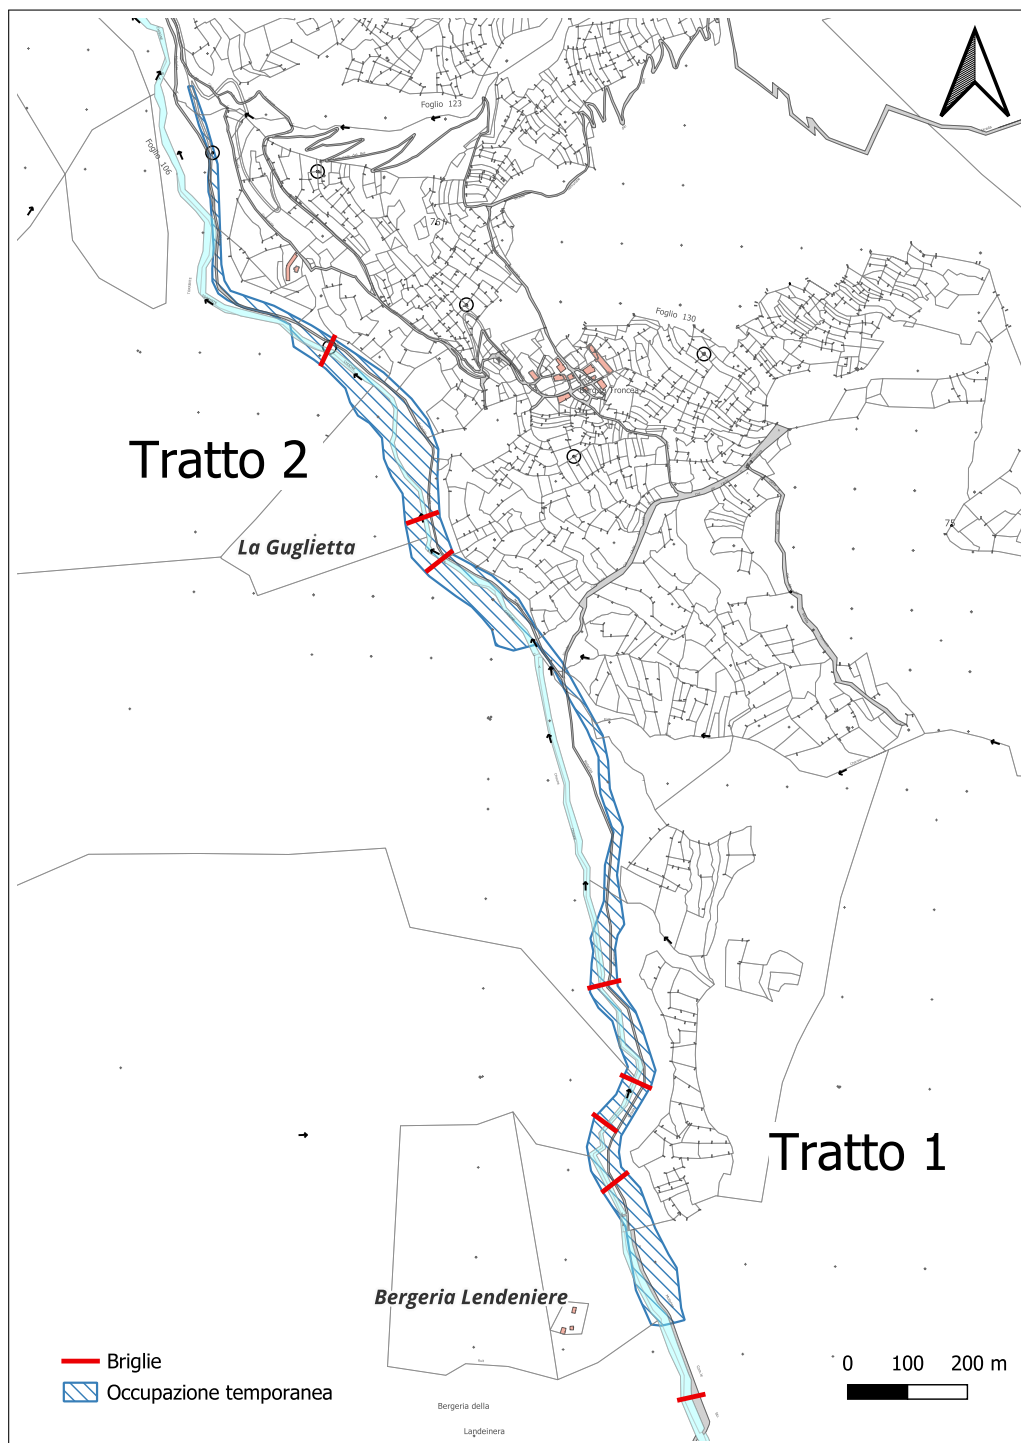 Foglio 123
Foglio 106
Foglio 130
Tratto 2
La Guglietta
75
Tratto 1
Bergeria Lendeniere
Briglie
Occupazione temporanea
0 100 200 m
Bergeria della
Landeinera